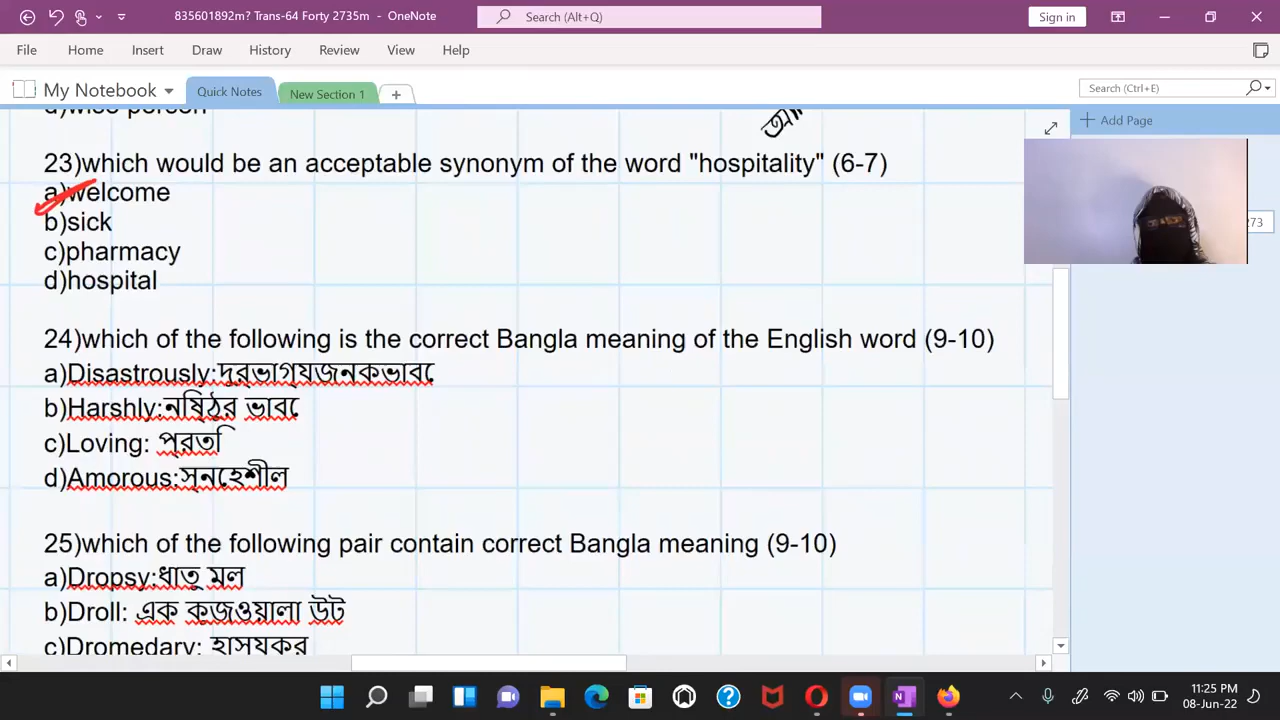 835601892m? Trans-64 Forty 2735m - OneNote
Search (Alt+Q)
Sign in
File Home Insert Draw History Review View Help
My Notebook
Quick Notes
New Section 1
Search (Ctrl+E)
Add Page
d)wise person
23)which would be an acceptable synonym of the word "hospitality" (6-7)
a)welcome
b)sick
c)pharmacy
d)hospital
273
24)which of the following is the correct Bangla meaning of the English word (9-10)
a)Disastrously:দুর্ভাগ্যজনকভাবে
b)Harshly:নিষ্ঠুর ভাবে
c)Loving: প্রতি
d)Amorous:স্নেহশীল
25)which of the following pair contain correct Bangla meaning (9-10)
a)Dropsy:ধাতু মল
b)Droll: এক কুজওয়ালা উট
c)Dromedary: হাস্যকর
11:25 PM
08-Jun-22